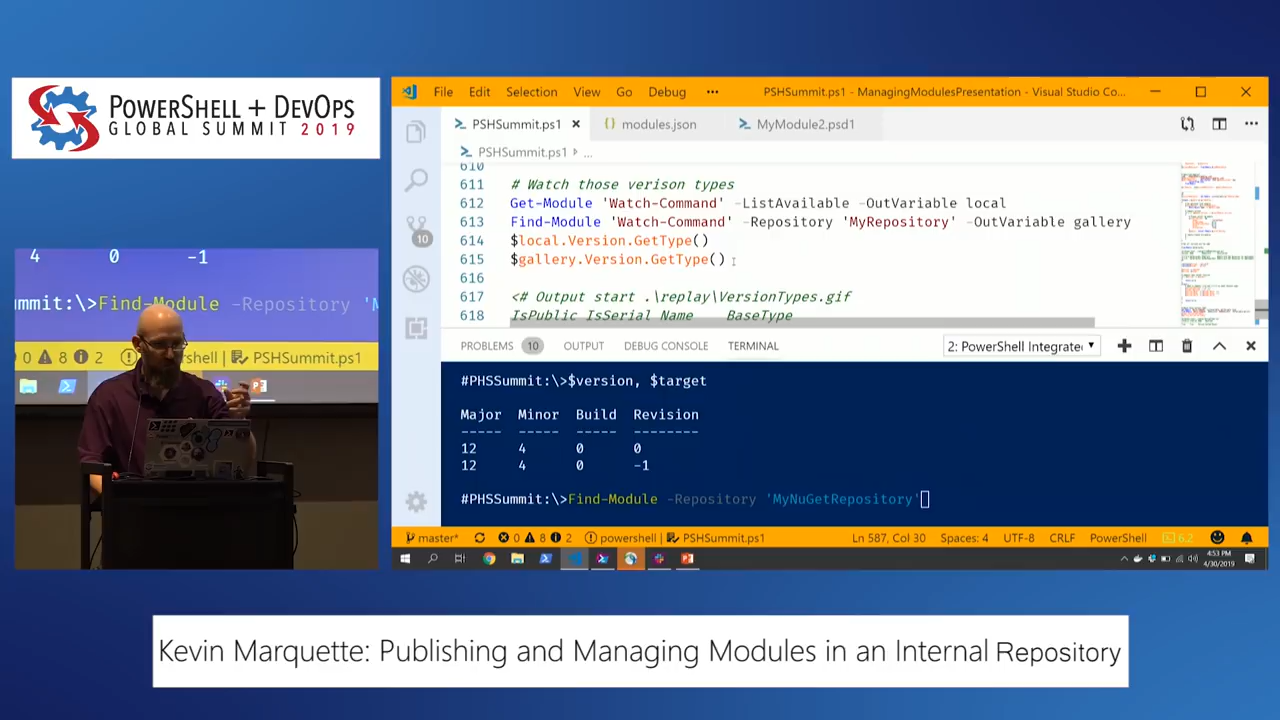 POWERSHELL + DEVOPS
GLOBAL SUMMIT 2019
4 0 -1
ummit:\>Find-Module -Repository 'M
0 8 2 shell PSHSummit.ps1
File Edit Selection View Go Debug ••• PSHSummit.ps1 - ManagingModulesPresentation - Visual Studio Co...
PSHSummit.ps1 modules.json MyModule2.psd1 •••
PSHSummit.ps1 ...
610
611 # Watch those verison types
612 Get-Module 'Watch-Command' -ListAvailable -OutVariable local
613 Find-Module 'Watch-Command' -Repository 'MyRepository' -OutVariable gallery
614 $local.Version.GetType()
615 $gallery.Version.GetType()
616
617 <# Output start .\replay\VersionTypes.gif
618 IsPublic IsSerial Name BaseType
10
PROBLEMS 10 OUTPUT DEBUG CONSOLE TERMINAL 2: PowerShell Integrate
#PHSSummit:\>$version, $target
Major Minor Build Revision
----- ----- ----- --------
12 4 0 0
12 4 0 -1
#PHSSummit:\>Find-Module -Repository 'MyNuGetRepository'
master* 0 8 2 powershell PSHSummit.ps1 Ln 587, Col 30 Spaces: 4 UTF-8 CRLF PowerShell 6.2
4:53 PM
4/30/2019
Kevin Marquette: Publishing and Managing Modules in an Internal Repository